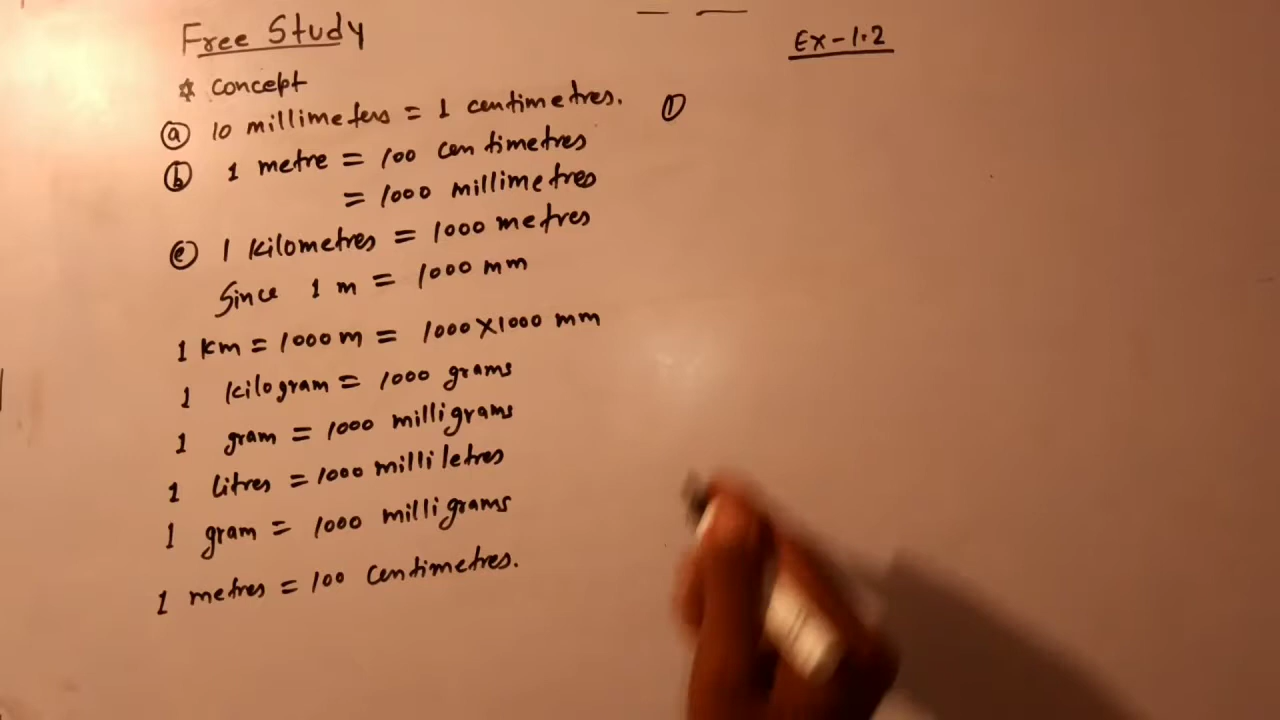 Free Study
* Concept
(a) 10 millimeters = 1 centimetres.
(b) 1 metre = 100 centimetres
= 1000 millimetres
(c) 1 kilometres = 1000 metres
Since 1 m = 1000 mm
1 km = 1000 m = 1000 × 1000 mm
1 kilogram = 1000 grams
1 gram = 1000 milligrams
1 litres = 1000 milliletres
1 gram = 1000 milligrams
1 metres = 100 centimetres.
Ex-1.2
(1)